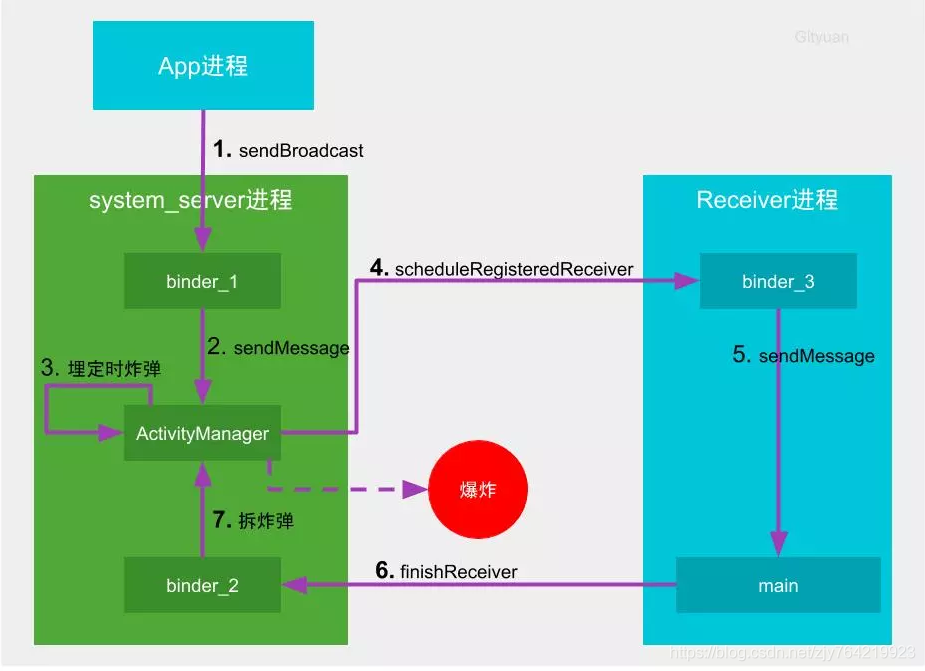 Gityuan
App进程
1. sendBroadcast
system_server进程
Receiver进程
4. scheduleRegisteredReceiver
binder_1
binder_3
2. sendMessage
5. sendMessage
3. 埋定时炸弹
ActivityManager
爆炸
7. 拆炸弹
6. finishReceiver
binder_2
main
https://blog.csdn.net/zjy764219923